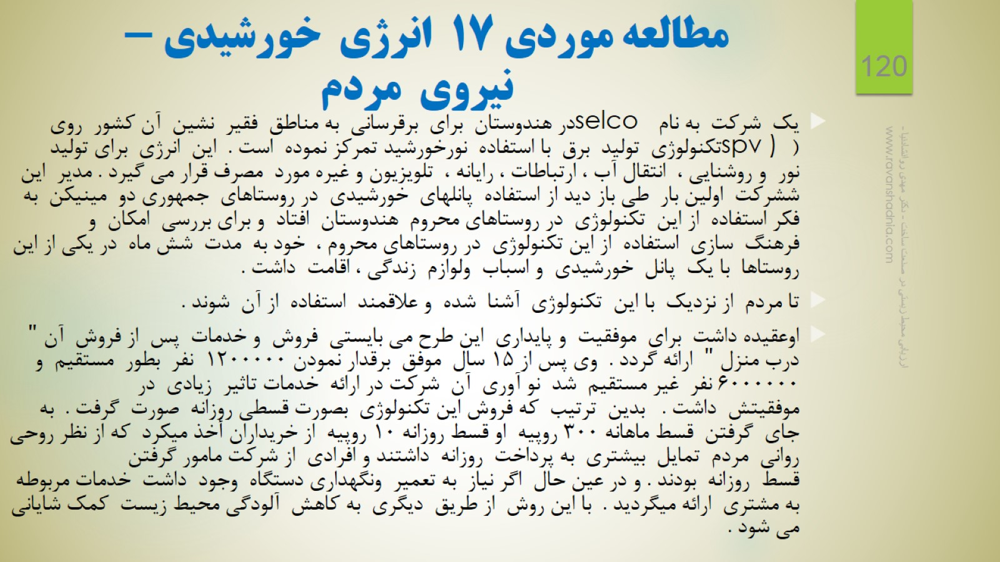 مطالعه موردی ۱۷ انرژی خورشیدی –
نیروی مردم
120
یک شرکت به نام selcoدر هندوستان برای برقرسانی به مناطق فقیر نشین آن کشور روی
( spv )تکنولوژی تولید برق با استفاده نورخورشید تمرکز نموده است . این انرژی برای تولید
نور و روشنایی ، انتقال آب ، ارتباطات ، رایانه ، تلویزیون و غیره مورد مصرف قرار می گیرد . مدیر این
ششرکت اولین بار طی باز دید از استفاده پانلهای خورشیدی در روستاهای جمهوری دو مینیکن به
فکر استفاده از این تکنولوژی در روستاهای محروم هندوستان افتاد و برای بررسی امکان و
فرهنگ سازی استفاده از این تکنولوژی در روستاهای محروم ، خود به مدت شش ماه در یکی از این
روستاها با یک پانل خورشیدی و اسباب ولوازم زندگی ، اقامت داشت .
تا مردم از نزدیک با این تکنولوژی آشنا شده و علاقمند استفاده از آن شوند .
اوعقیده داشت برای موفقیت و پایداری این طرح می بایستی فروش و خدمات پس از فروش آن "
درب منزل " ارائه گردد . وی پس از ۱۵ سال موفق برقدار نمودن ۱۲۰۰۰۰۰ نفر بطور مستقیم و
۶۰۰۰۰۰۰ نفر غیر مستقیم شد نو آوری آن شرکت در ارائه خدمات تاثیر زیادی در
موفقیتش داشت . بدین ترتیب که فروش این تکنولوژی بصورت قسطی روزانه صورت گرفت . به
جای گرفتن قسط ماهانه ۳۰۰ روپیه او قسط روزانه ۱۰ روپیه از خریداران أخذ میکرد که از نظر روحی
روانی مردم تمایل بیشتری به پرداخت روزانه داشتند و افرادی از شرکت مامور گرفتن
قسط روزانه بودند . و در عین حال اگر نیاز به تعمیر ونگهداری دستگاه وجود داشت خدمات مربوطه
به مشتری ارائه میگردید . با این روش از طریق دیگری به کاهش آلودگی محیط زیست کمک شایانی
می شود .
ارزیابی محیط زیستی در صنعت ساخت - دکتر مهدی روانشادنیا -
www.ravanshadnia.com